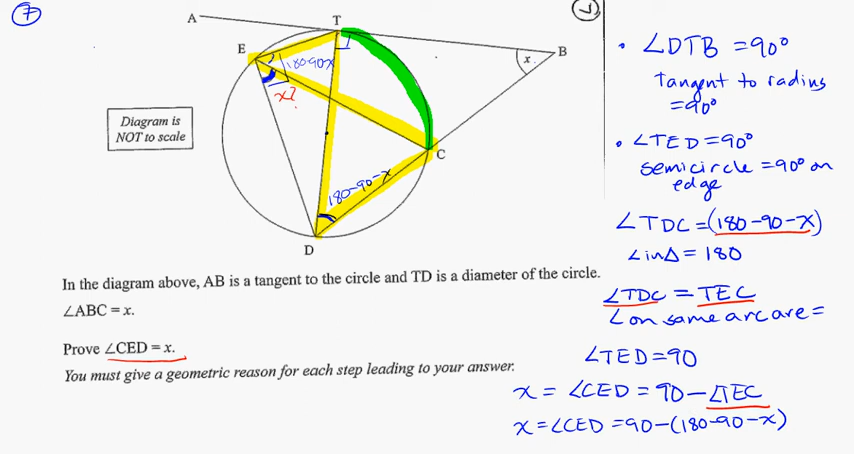 7
A
T
E
B
x
180-90-x
x?
Diagram is
NOT to scale
C
180-90-x
D
In the diagram above, AB is a tangent to the circle and TD is a diameter of the circle.
∠ABC = x.
Prove ∠CED = x.
You must give a geometric reason for each step leading to your answer.
• ∠DTB = 90°
Tangent to radius
= 90°
• ∠TED = 90°
semicircle = 90° on
edge
∠TDC = (180-90-x)
∠inΔ = 180
∠TDC = TEC
∠on same arc are =
∠TED = 90
x = ∠CED = 90 - ∠TEC
x = ∠CED = 90 - (180-90-x)